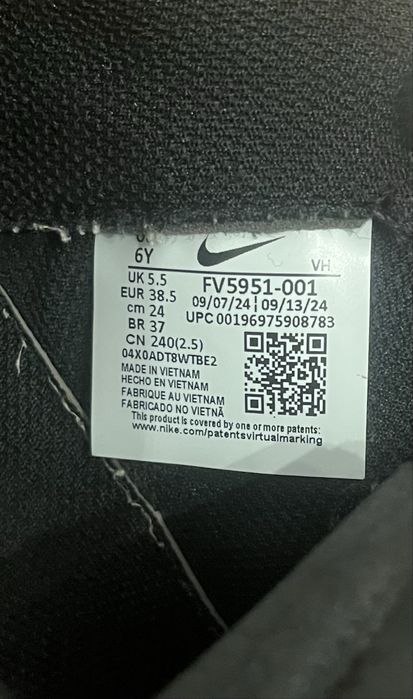 6Y
VH
UK 5.5
EUR 38.5
cm 24
BR 37
CN 240(2.5)
04X0ADT8WTBE2
FV5951-001
09/07/24 | 09/13/24
UPC 00196975908783
MADE IN VIETNAM
HECHO EN VIETNAM
FABRIQUE AU VIETNAM
FABRICADO NO VIETNÃ
This product is covered by one or more patents:
www.nike.com/patentsvirtualmarking